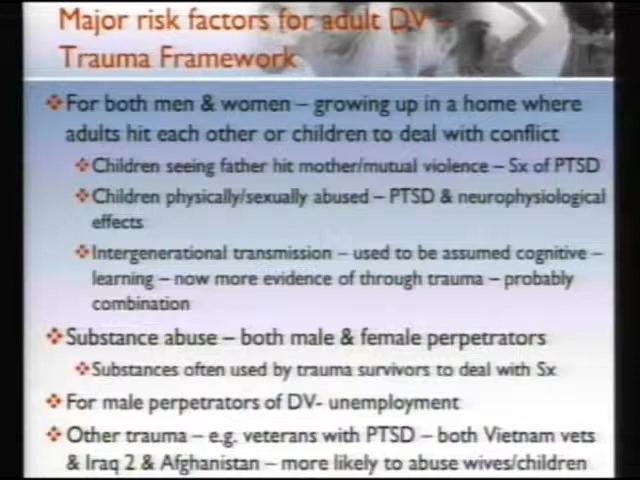 Major risk factors for adult DV –
Trauma Framework
For both men & women – growing up in a home where
adults hit each other or children to deal with conflict
Children seeing father hit mother/mutual violence – Sx of PTSD
Children physically/sexually abused – PTSD & neurophysiological
effects
Intergenerational transmission – used to be assumed cognitive –
learning – now more evidence of through trauma – probably
combination
Substance abuse – both male & female perpetrators
Substances often used by trauma survivors to deal with Sx
For male perpetrators of DV- unemployment
Other trauma – e.g. veterans with PTSD – both Vietnam vets
& Iraq 2 & Afghanistan – more likely to abuse wives/children